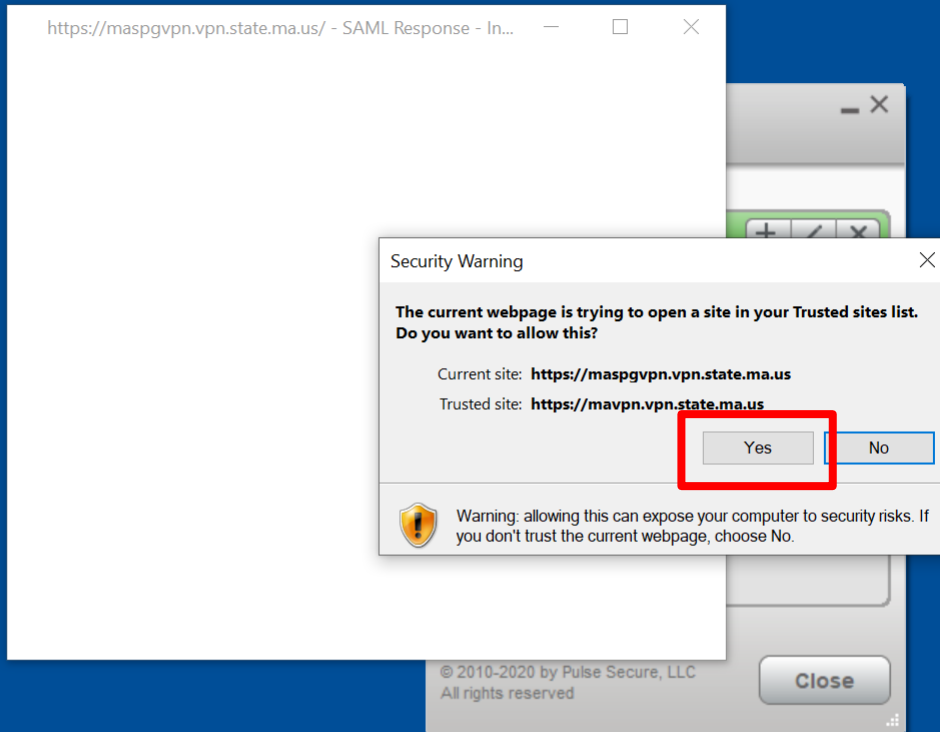 https://maspgvpn.vpn.state.ma.us/ - SAML Response - In...
Security Warning
The current webpage is trying to open a site in your Trusted sites list.
Do you want to allow this?
Current site: https://maspgvpn.vpn.state.ma.us
Trusted site: https://mavpn.vpn.state.ma.us
Yes
No
Warning: allowing this can expose your computer to security risks. If
you don't trust the current webpage, choose No.
© 2010-2020 by Pulse Secure, LLC
All rights reserved
Close